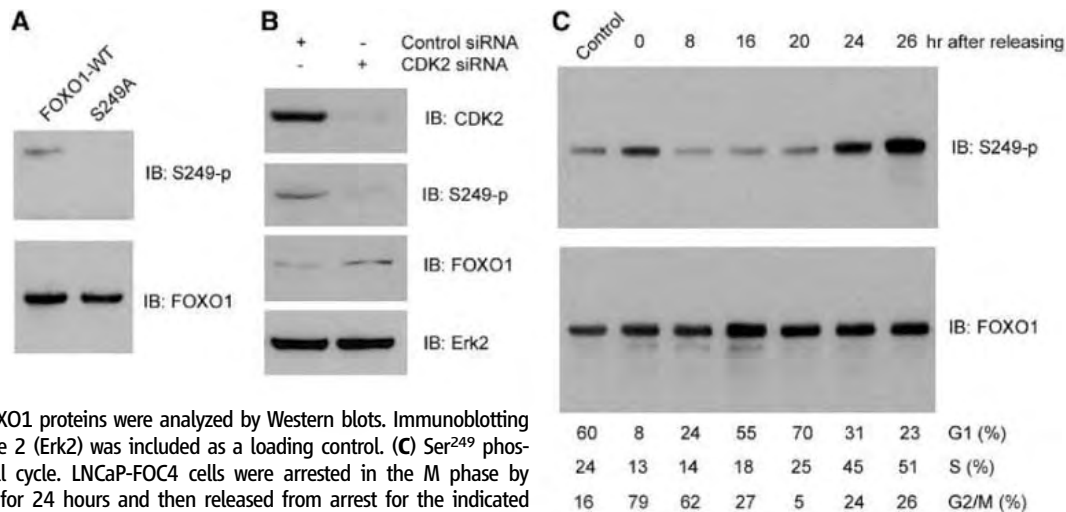 A
FOXO1-WT
S249A
IB: S249-p
IB: FOXO1
B
+ - Control siRNA
- + CDK2 siRNA
IB: CDK2
IB: S249-p
IB: FOXO1
IB: Erk2
C
Control 0 8 16 20 24 26 hr after releasing
IB: S249-p
IB: FOXO1
60 8 24 55 70 31 23 G1 (%)
24 13 14 18 25 45 51 S (%)
16 79 62 27 5 24 26 G2/M (%)
XO1 proteins were analyzed by Western blots. Immunoblotting
e 2 (Erk2) was included as a loading control. (C) Ser²⁴⁹ phos-
ll cycle. LNCaP-FOC4 cells were arrested in the M phase by
for 24 hours and then released from arrest for the indicated